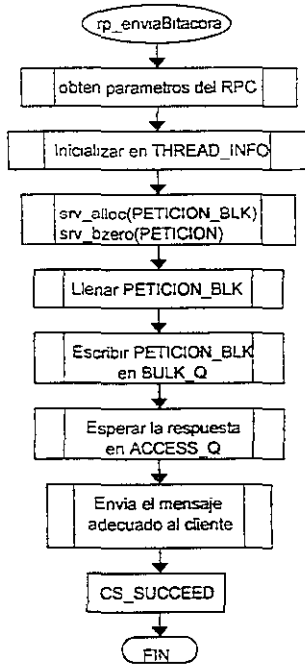 rp_enviaBitacora
obten parametros del RPC
Inicializar en THREAD_INFO
srv_alloc(PETICION_BLK)
srv_bzero(PETICION)
Llenar PETICION_BLK
Escribir PETICION_BLK
en BULK_Q
Esperar la respuesta
en ACCESS_Q
Envia el mensaje
adecuado al cliente
CS_SUCCEED
FIN